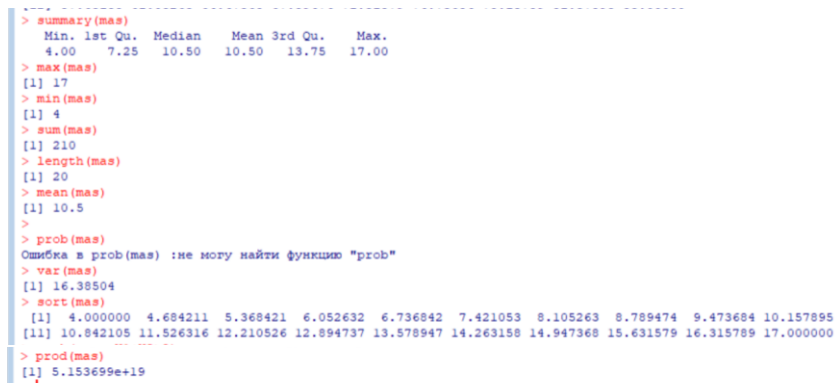 > summary(mas)
Min. 1st Qu. Median Mean 3rd Qu. Max.
4.00 7.25 10.50 10.50 13.75 17.00
> max(mas)
[1] 17
> min(mas)
[1] 4
> sum(mas)
[1] 210
> length(mas)
[1] 20
> mean(mas)
[1] 10.5
>
> prob(mas)
Ошибка в prob(mas) :не могу найти функцию "prob"
> var(mas)
[1] 16.38504
> sort(mas)
[1] 4.000000 4.684211 5.368421 6.052632 6.736842 7.421053 8.105263 8.789474 9.473684 10.157895
[11] 10.842105 11.526316 12.210526 12.894737 13.578947 14.263158 14.947368 15.631579 16.315789 17.000000
> prod(mas)
[1] 5.153699e+19